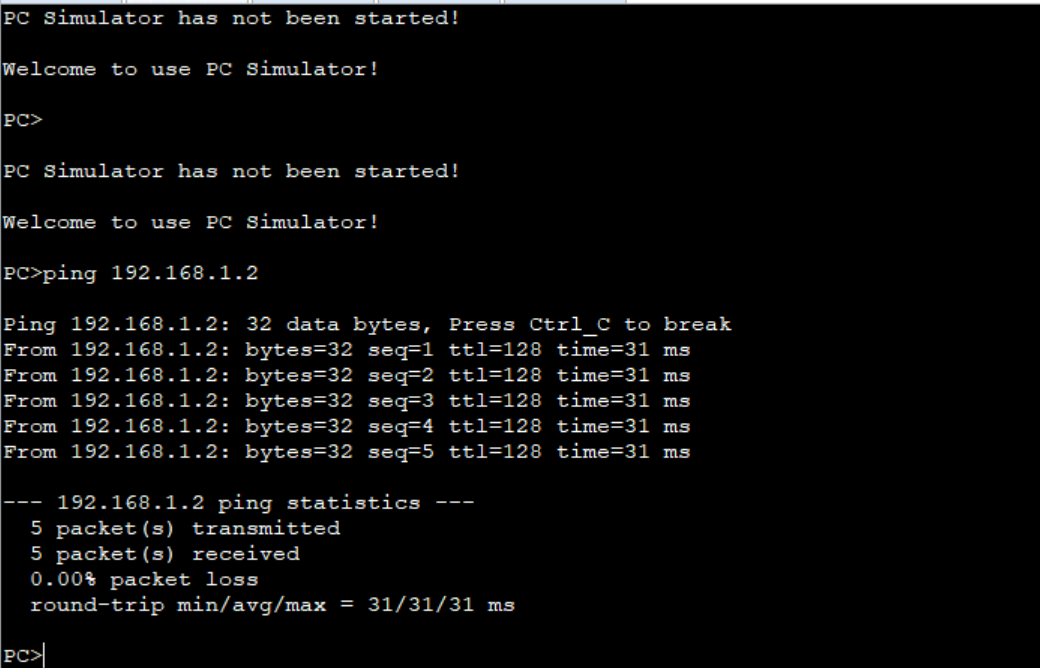 PC Simulator has not been started!
Welcome to use PC Simulator!
PC>
PC Simulator has not been started!
Welcome to use PC Simulator!
PC>ping 192.168.1.2
Ping 192.168.1.2: 32 data bytes, Press Ctrl_C to break
From 192.168.1.2: bytes=32 seq=1 ttl=128 time=31 ms
From 192.168.1.2: bytes=32 seq=2 ttl=128 time=31 ms
From 192.168.1.2: bytes=32 seq=3 ttl=128 time=31 ms
From 192.168.1.2: bytes=32 seq=4 ttl=128 time=31 ms
From 192.168.1.2: bytes=32 seq=5 ttl=128 time=31 ms
--- 192.168.1.2 ping statistics ---
5 packet(s) transmitted
5 packet(s) received
0.00% packet loss
round-trip min/avg/max = 31/31/31 ms
PC>